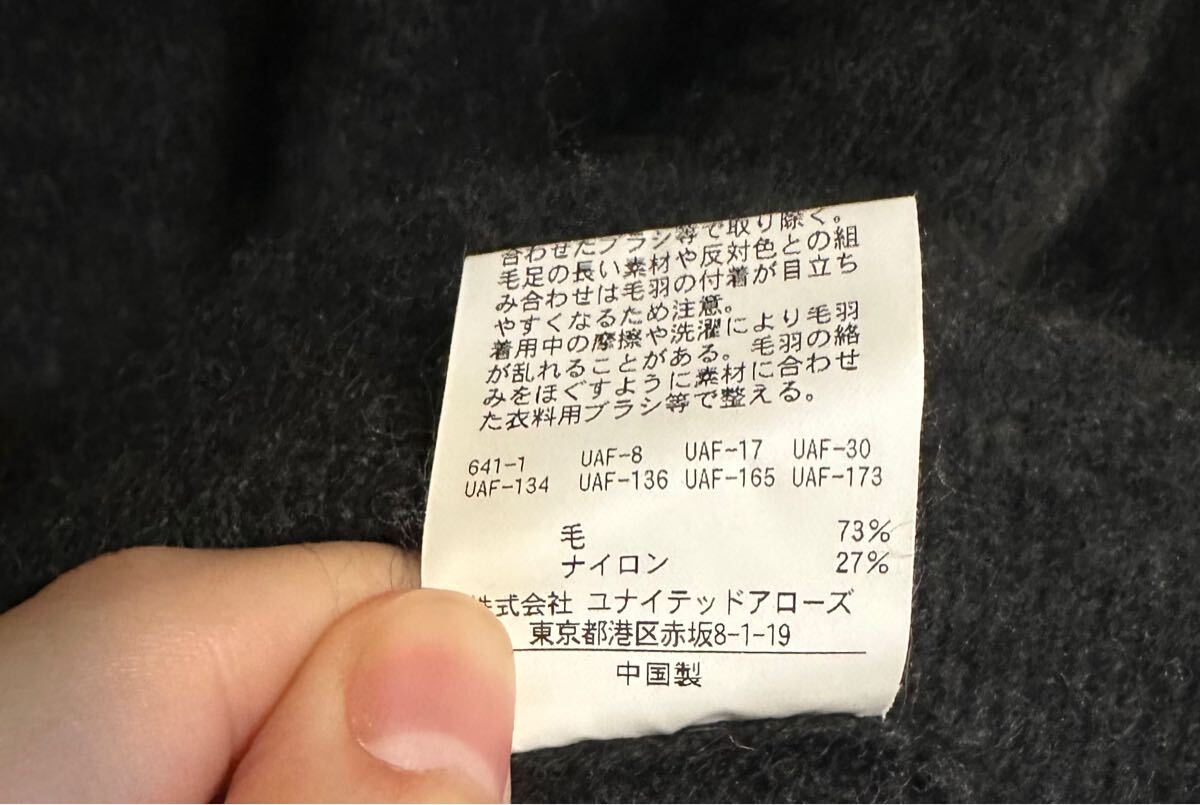 合わせたブラシ等で取り除く。
毛足の長い素材や反対色との組
み合わせは毛羽の付着が目立ち
やすくなるため注意。
着用中の摩擦や洗濯により毛羽
が乱れることがある。毛羽の絡
みをほぐすように素材に合わせ
た衣料用ブラシ等で整える。
641-1 UAF-8 UAF-17 UAF-30
UAF-134 UAF-136 UAF-165 UAF-173
毛 73%
ナイロン 27%
株式会社 ユナイテッドアローズ
東京都港区赤坂8-1-19
中国製